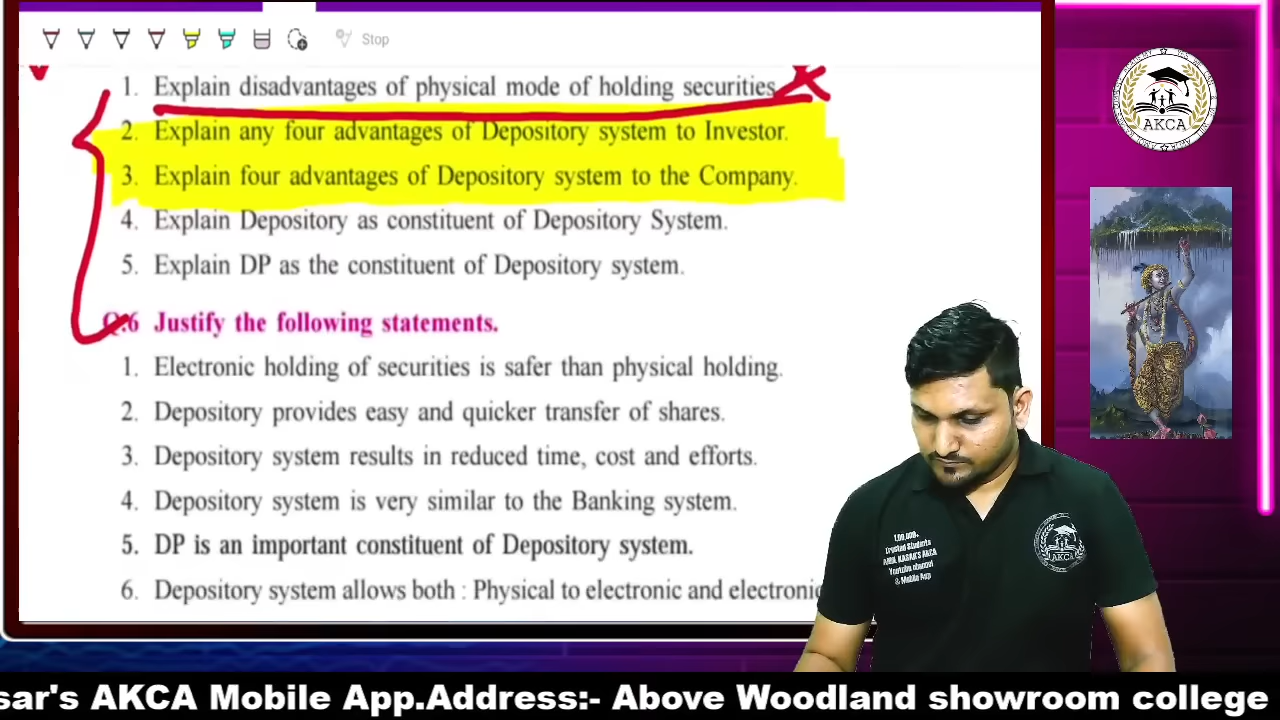 Stop
1. Explain disadvantages of physical mode of holding securities
2. Explain any four advantages of Depository system to Investor.
3. Explain four advantages of Depository system to the Company.
4. Explain Depository as constituent of Depository System.
5. Explain DP as the constituent of Depository system.
Q.6 Justify the following statements.
1. Electronic holding of securities is safer than physical holding.
2. Depository provides easy and quicker transfer of shares.
3. Depository system results in reduced time, cost and efforts.
4. Depository system is very similar to the Banking system.
5. DP is an important constituent of Depository system.
6. Depository system allows both : Physical to electronic and electronic
AKCA
1,00,000+
Trusted Students
AKCA
sar's AKCA Mobile App.Address:- Above Woodland showroom college